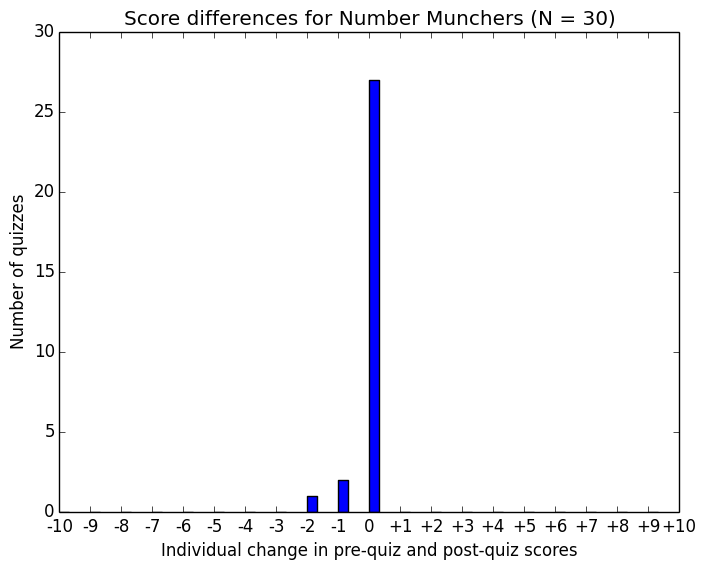 Score differences for Number Munchers (N = 30)
30
25
20
15
10
5
0
Number of quizzes
-10 -9 -8 -7 -6 -5 -4 -3 -2 -1 0 +1 +2 +3 +4 +5 +6 +7 +8 +9 +10
Individual change in pre-quiz and post-quiz scores